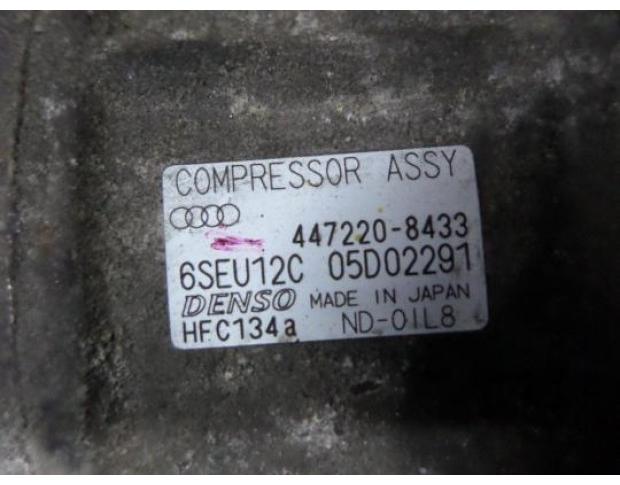 COMPRESSOR ASSY
447220-8433
6SEU12C 05D02291
DENSO MADE IN JAPAN
HFC134a ND-OIL8